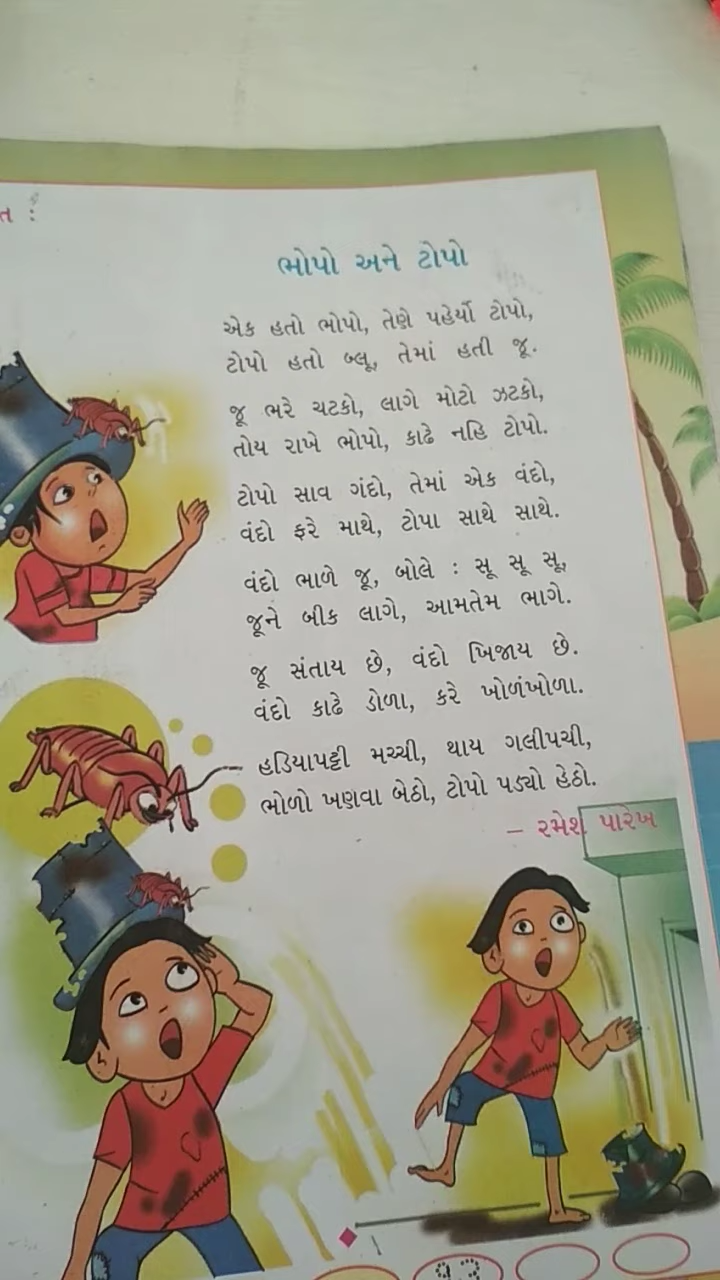 ત :
ભોપો અને ટોપો
એક હતો ભોપો, તેણે પહેર્યો ટોપો,
ટોપો હતો બ્લૂ, તેમાં હતી જૂ.
જૂ ભરે ચટકો, લાગે મોટો ઝટકો,
તોય રાખે ભોપો, કાઢે નહિ ટોપો.
ટોપો સાવ ગંદો, તેમાં એક વંદો,
વંદો ફરે માથે, ટોપા સાથે સાથે.
વંદો ભાળે જૂ, બોલે : સૂ સૂ સૂ,
જૂને બીક લાગે, આમતેમ ભાગે.
જૂ સંતાય છે, વંદો ખિજાય છે.
વંદો કાઢે ડોળા, કરે ખોળંખોળા.
હડિયાપટ્ટી મચ્ચી, થાય ગલીપચી,
ભોળો ખણવા બેઠો, ટોપો પડ્યો હેઠો.
– રમેશ પારેખ